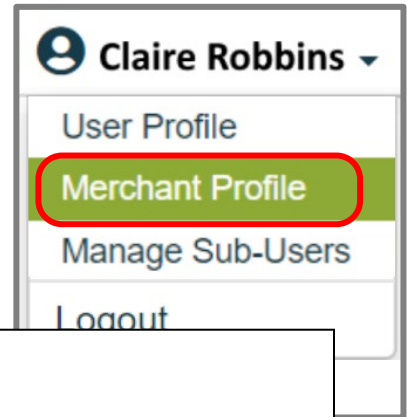 Claire Robbins
User Profile
Merchant Profile
Manage Sub-Users
Logout